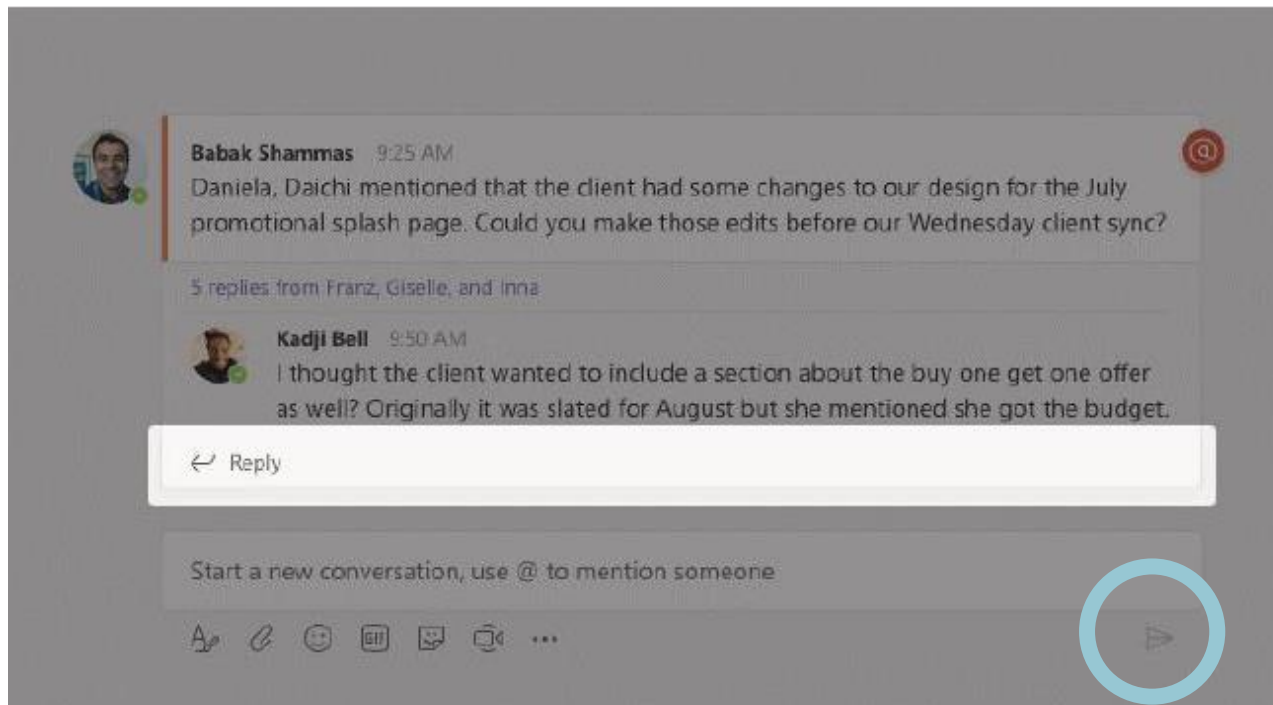 Babak Shammas 9:25 AM
Daniela, Daichi mentioned that the client had some changes to our design for the July
promotional splash page. Could you make those edits before our Wednesday client sync?
5 replies from Franz, Giselle, and Inna
Kadji Bell 9:50 AM
I thought the client wanted to include a section about the buy one get one offer
as well? Originally it was slated for August but she mentioned she got the budget.
Reply
Start a new conversation, use @ to mention someone
GIF